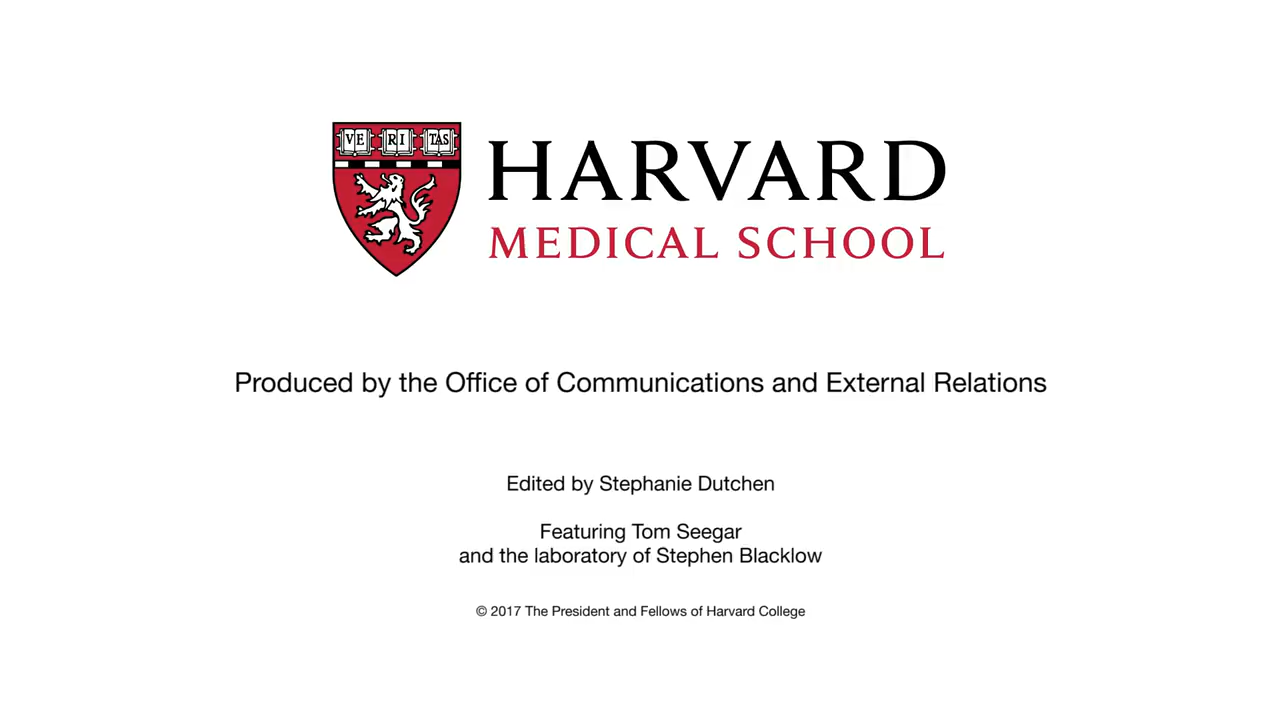 VE RI TAS
HARVARD
MEDICAL SCHOOL
Produced by the Office of Communications and External Relations
Edited by Stephanie Dutchen
Featuring Tom Seegar
and the laboratory of Stephen Blacklow
© 2017 The President and Fellows of Harvard College